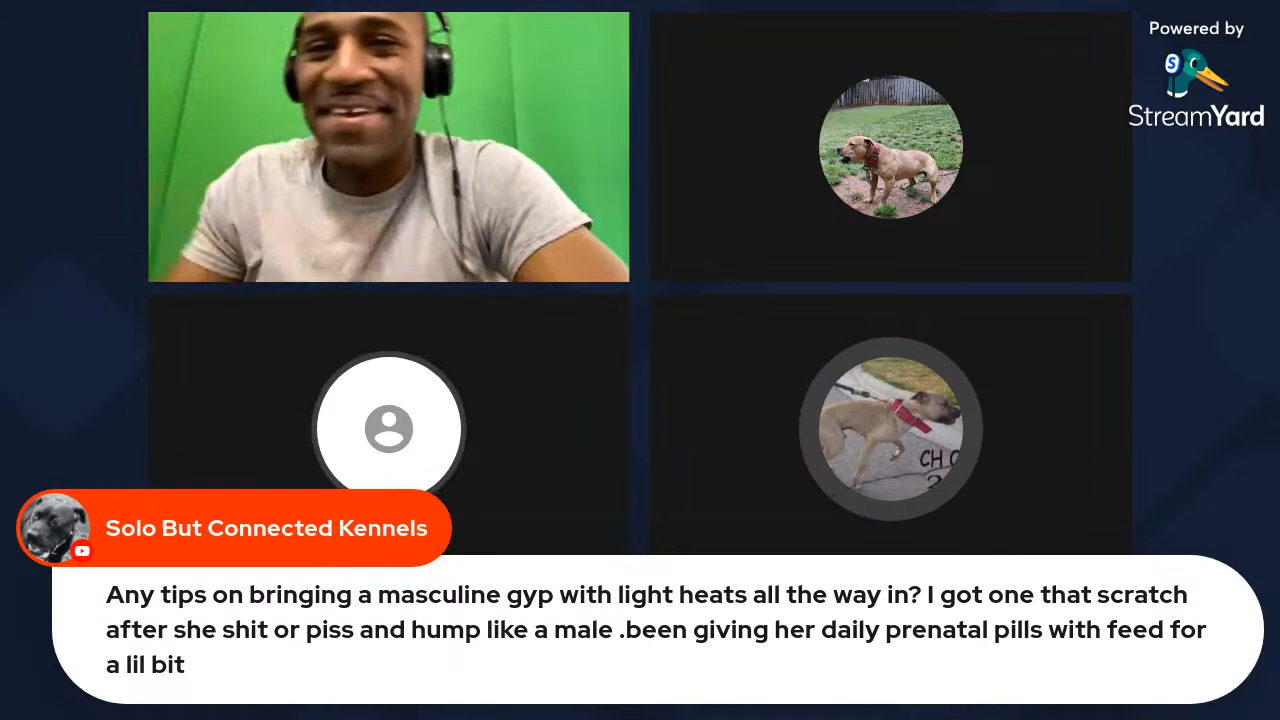 Powered by
S
StreamYard
CH
Solo But Connected Kennels
Any tips on bringing a masculine gyp with light heats all the way in? I got one that scratch
after she shit or piss and hump like a male .been giving her daily prenatal pills with feed for
a lil bit